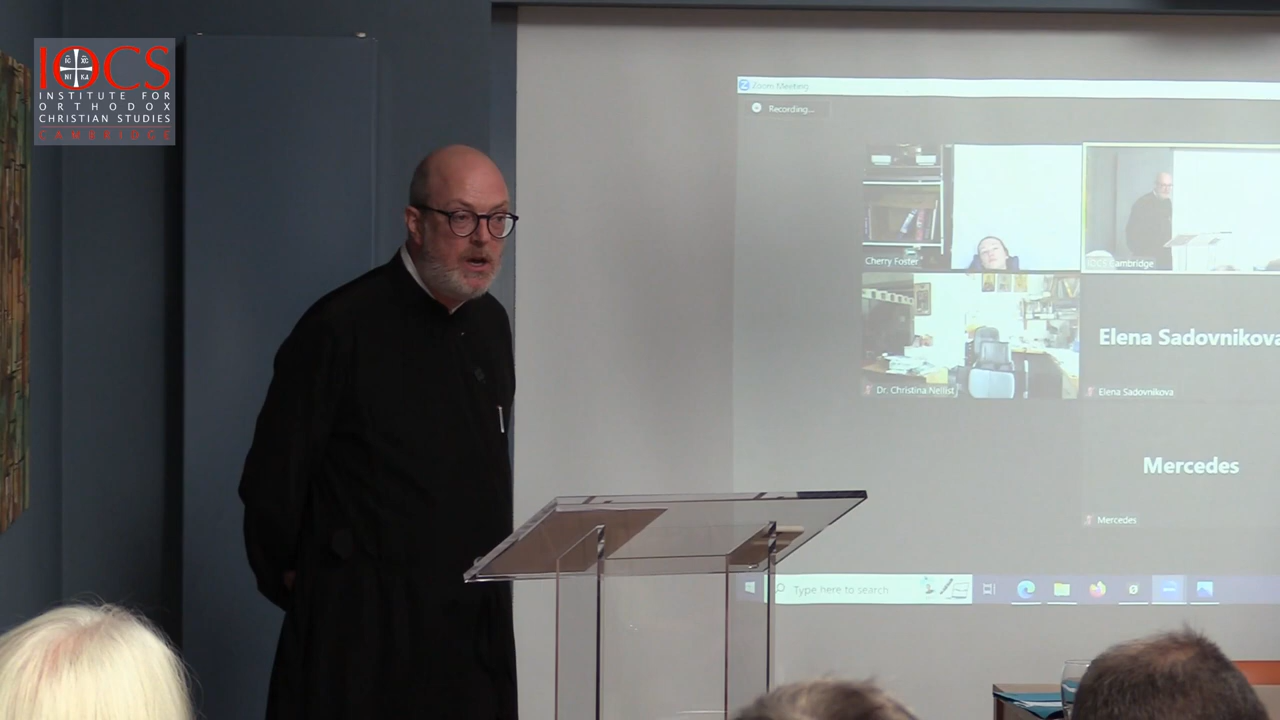 IOCS
IC XC
NI KA
INSTITUTE FOR
ORTHODOX
CHRISTIAN STUDIES
CAMBRIDGE
Zoom Meeting
Recording...
Cherry Foster
Cambridge
Dr. Christina Nellist
Elena Sadovnikova
Elena Sadovnikova
Mercedes
Mercedes
Type here to search